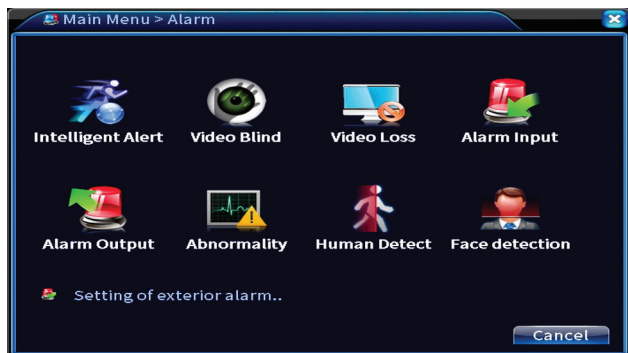 Main Menu > Alarm
Intelligent Alert Video Blind Video Loss Alarm Input
Alarm Output Abnormality Human Detect Face detection
Setting of exterior alarm..
Cancel